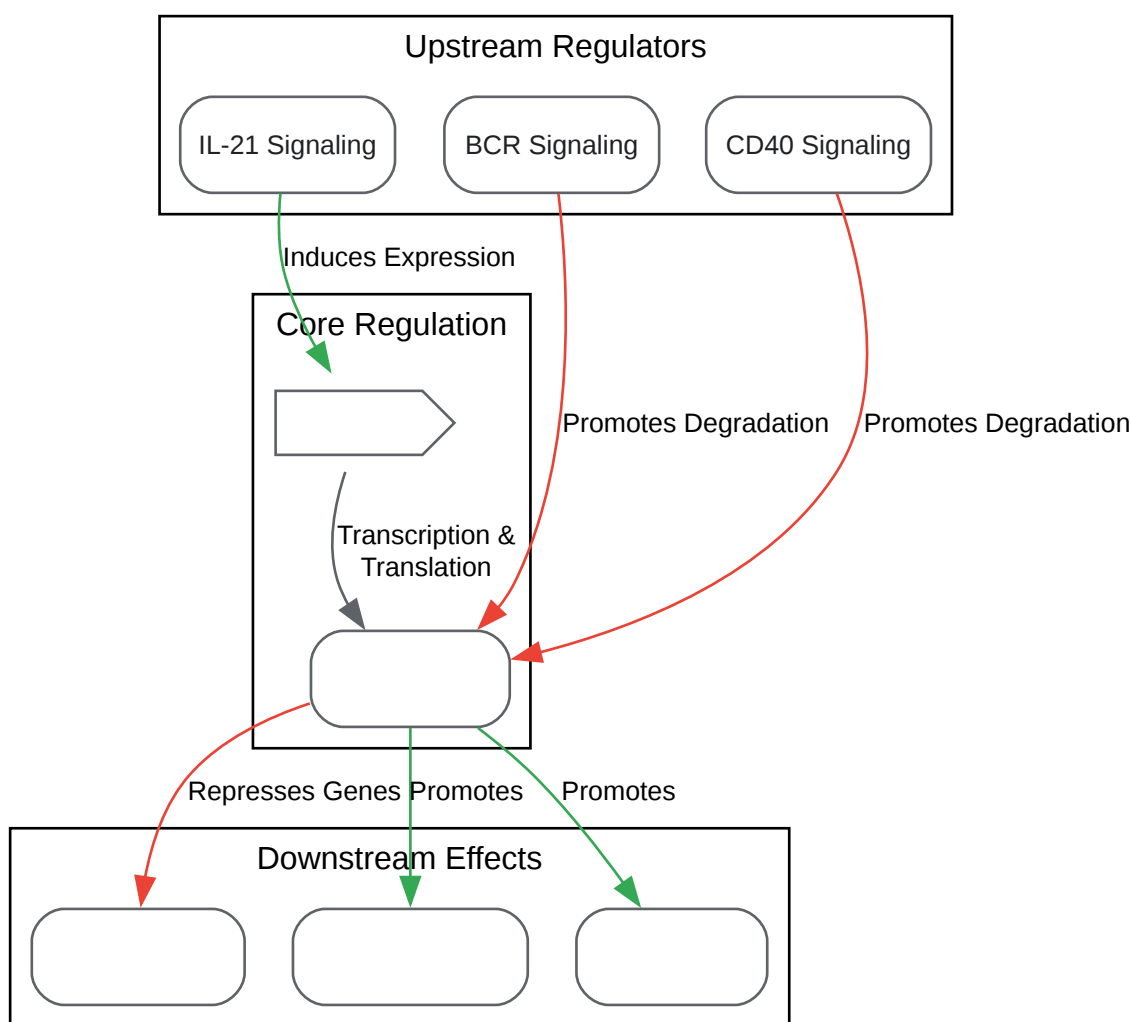 Upstream Regulators
IL-21 Signaling
BCR Signaling
CD40 Signaling
Induces Expression
Core Regulation
Promotes Degradation
Promotes Degradation
Transcription &
Translation
Represses Genes
Promotes
Promotes
Downstream Effects